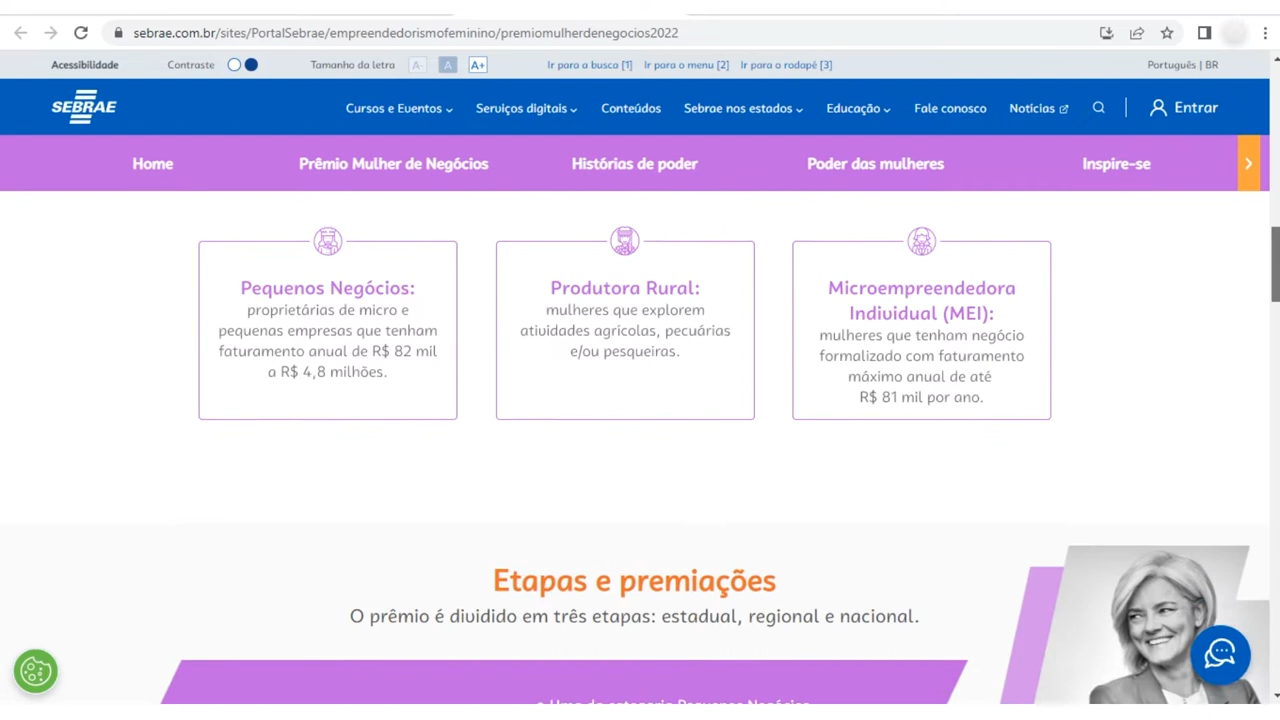 sebrae.com.br/sites/PortalSebrae/empreendedorismofeminino/premiomulherdenegocios2022
Acessibilidade Contraste Tamanho da letra A- A A+ Ir para a busca [1] Ir para o menu [2] Ir para o rodapé [3] Português | BR
SEBRAE Cursos e Eventos Serviços digitais Conteúdos Sebrae nos estados Educação Fale conosco Notícias Entrar
Home Prêmio Mulher de Negócios Histórias de poder Poder das mulheres Inspire-se
Pequenos Negócios:
proprietárias de micro e
pequenas empresas que tenham
faturamento anual de R$ 82 mil
a R$ 4,8 milhões.
Produtora Rural:
mulheres que explorem
atividades agrícolas, pecuárias
e/ou pesqueiras.
Microempreendedora
Individual (MEI):
mulheres que tenham negócio
formalizado com faturamento
máximo anual de até
R$ 81 mil por ano.
Etapas e premiações
O prêmio é dividido em três etapas: estadual, regional e nacional.
Uma da categoria Pequenos Negócios